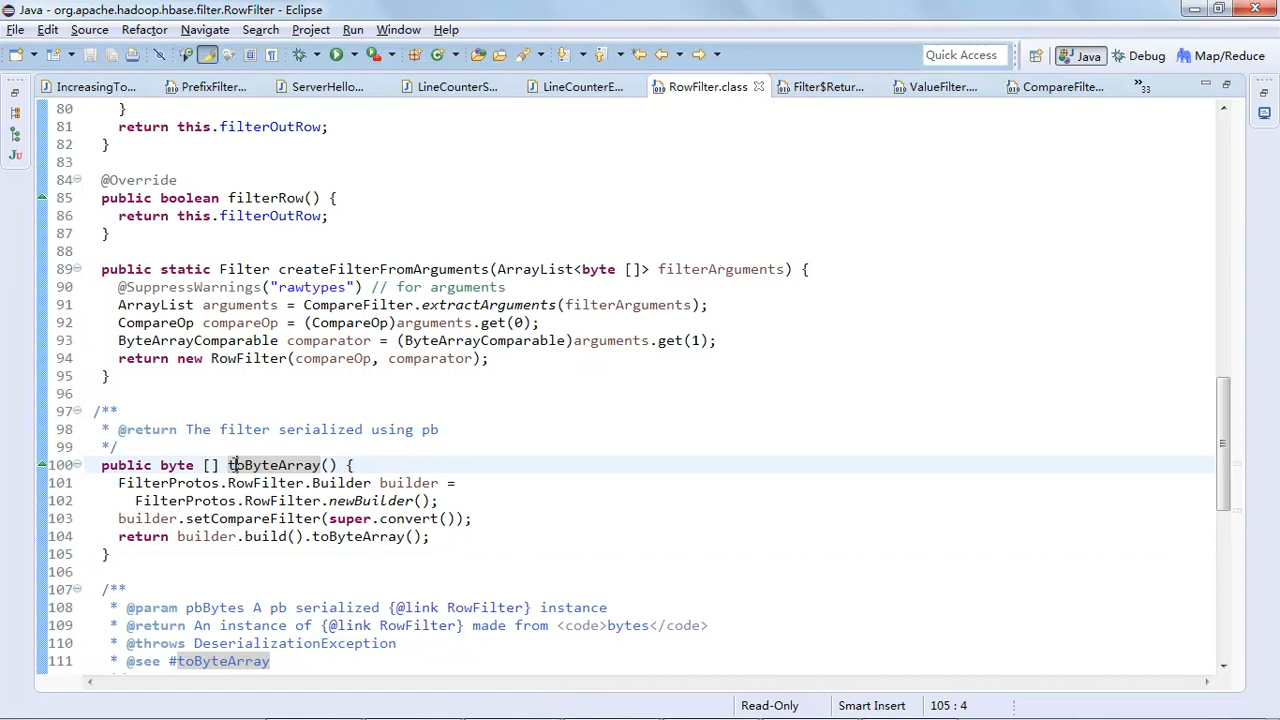 Java - org.apache.hadoop.hbase.filter.RowFilter - Eclipse
File Edit Source Refactor Navigate Search Project Run Window Help
Quick Access Java Debug Map/Reduce
IncreasingTo... PrefixFilter... ServerHello... LineCounterS... LineCounterE... RowFilter.class Filter$Retur... ValueFilter.... CompareFilte... »33
80 }
81 return this.filterOutRow;
82 }
83
84 @Override
85 public boolean filterRow() {
86 return this.filterOutRow;
87 }
88
89 public static Filter createFilterFromArguments(ArrayList<byte []> filterArguments) {
90 @SuppressWarnings("rawtypes") // for arguments
91 ArrayList arguments = CompareFilter.extractArguments(filterArguments);
92 CompareOp compareOp = (CompareOp)arguments.get(0);
93 ByteArrayComparable comparator = (ByteArrayComparable)arguments.get(1);
94 return new RowFilter(compareOp, comparator);
95 }
96
97 /**
98 * @return The filter serialized using pb
99 */
100 public byte [] toByteArray() {
101 FilterProtos.RowFilter.Builder builder =
102 FilterProtos.RowFilter.newBuilder();
103 builder.setCompareFilter(super.convert());
104 return builder.build().toByteArray();
105 }
106
107 /**
108 * @param pbBytes A pb serialized {@link RowFilter} instance
109 * @return An instance of {@link RowFilter} made from <code>bytes</code>
110 * @throws DeserializationException
111 * @see #toByteArray
Read-Only Smart Insert 105 : 4